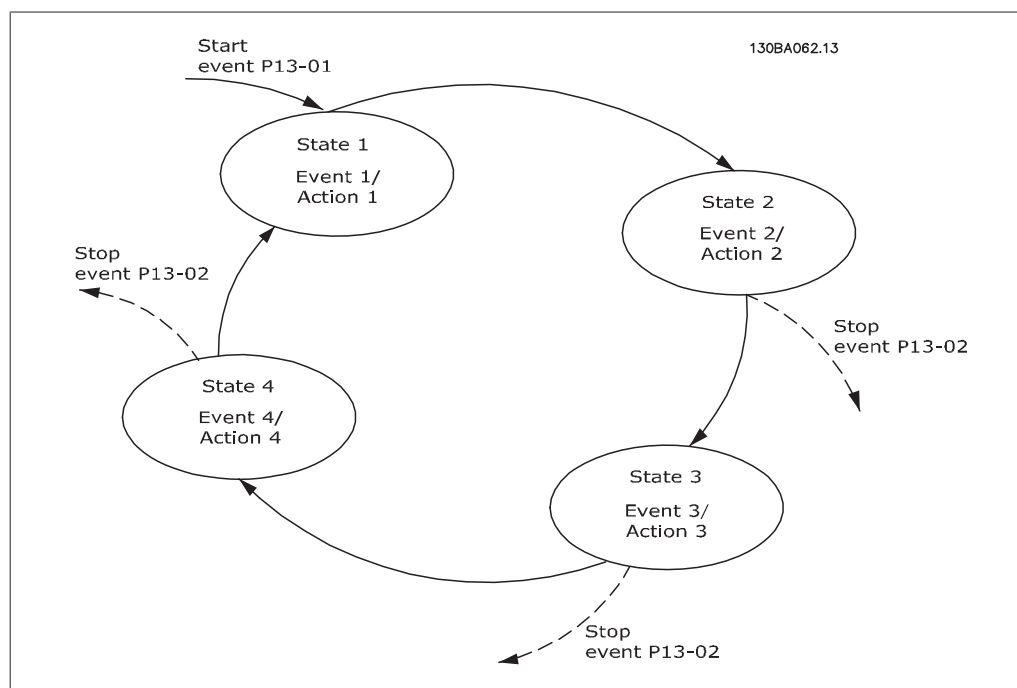 Start
event P13-01
130BA062.13
State 1
Event 1/
Action 1
State 2
Event 2/
Action 2
Stop
event P13-02
Stop
event P13-02
State 4
Event 4/
Action 4
State 3
Event 3/
Action 3
Stop
event P13-02